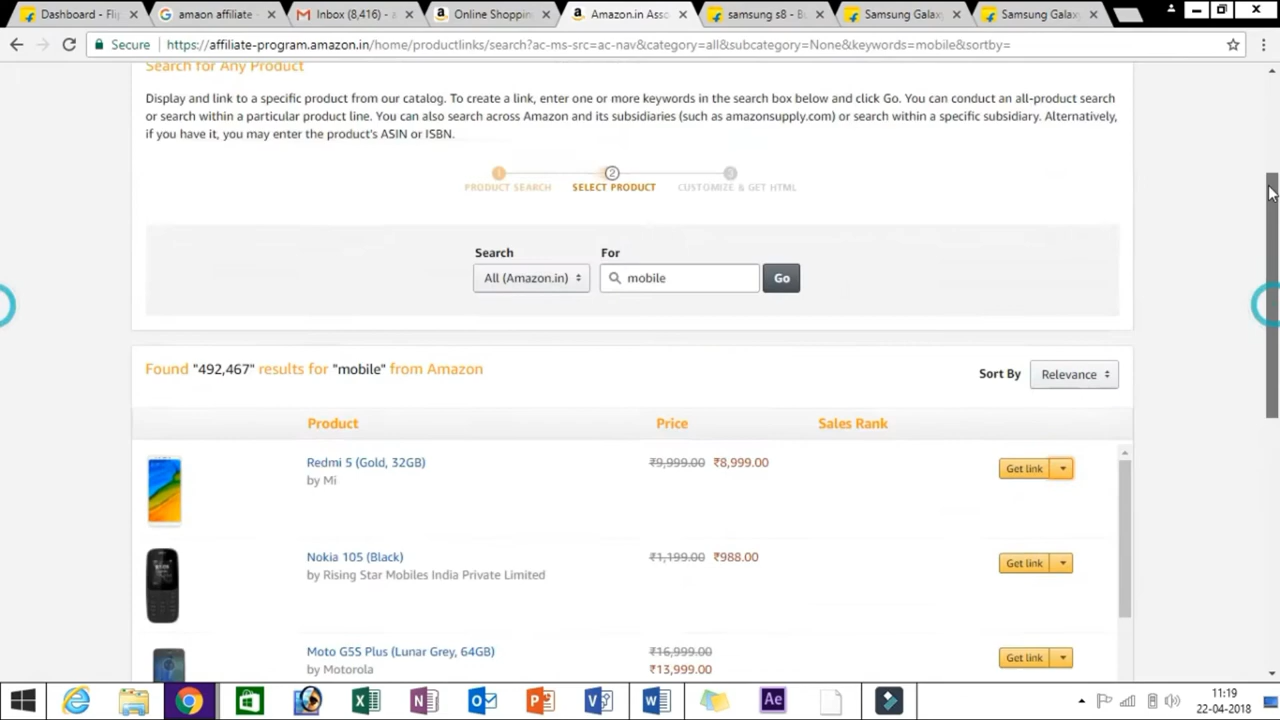 Dashboard - Fli
amaon affiliate -
Inbox (8,416) - a
Online Shoppin
Amazon.in Asso
samsung s8 - Bu
Samsung Galax
Samsung Galax
Secure
https://affiliate-program.amazon.in/home/productlinks/search?ac-ms-src=ac-nav&category=all&subcategory=None&keywords=mobile&sortby=
Search for Any Product
Display and link to a specific product from our catalog. To create a link, enter one or more keywords in the search box below and click Go. You can conduct an all-product search
or search within a particular product line. You can also search across Amazon and its subsidiaries (such as amazonsupply.com) or search within a specific subsidiary. Alternatively,
if you have it, you may enter the product's ASIN or ISBN.
1 2 3
PRODUCT SEARCH SELECT PRODUCT CUSTOMIZE & GET HTML
Search For
All (Amazon.in) mobile Go
Found "492,467" results for "mobile" from Amazon
Sort By Relevance
Product Price Sales Rank
Redmi 5 (Gold, 32GB) ₹9,999.00 ₹8,999.00 Get link
by Mi
Nokia 105 (Black) ₹1,199.00 ₹988.00 Get link
by Rising Star Mobiles India Private Limited
Moto G5S Plus (Lunar Grey, 64GB) ₹16,999.00 Get link
by Motorola ₹13,999.00
Ae
11:19
22-04-2018